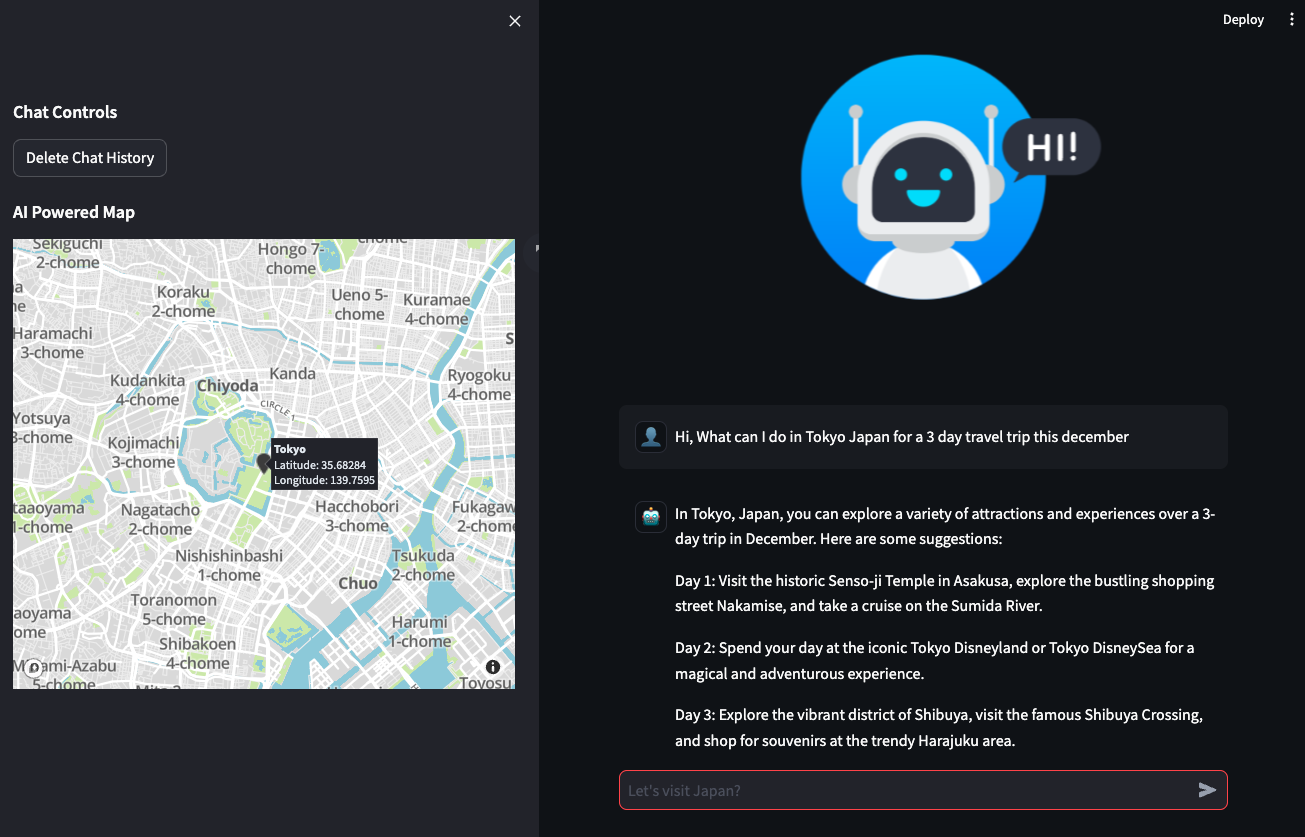 Deploy
Chat Controls
Delete Chat History
AI Powered Map
Sekiguchi
2-chome
Hongo 7-
chome
chome
Koraku
2-chome
Ueno 5-
chome
Kuramae
4-chome
Haramachi
3-chome
Kudankita
4-chome
Chiyoda
Kanda
CIRCLE 1
Ryogoku
4-chome
Yotsuya
3-chome
Kojimachi
3-chome
Tokyo
Latitude: 35.68284
Longitude: 139.7595
taaoyama
1-chome
Nagatacho
2-chome
Hacchobori
3-chome
Fukagaw
2-chome
Nishishinbashi
1-chome
Tsukuda
2-chome
Chuo
Toranomon
5-chome
aoyama
ome
Harumi
1-chome
Shibakoen
4-chome
5-chome
Toyosu
HI!
Hi, What can I do in Tokyo Japan for a 3 day travel trip this december
In Tokyo, Japan, you can explore a variety of attractions and experiences over a 3-
day trip in December. Here are some suggestions:
Day 1: Visit the historic Senso-ji Temple in Asakusa, explore the bustling shopping
street Nakamise, and take a cruise on the Sumida River.
Day 2: Spend your day at the iconic Tokyo Disneyland or Tokyo DisneySea for a
magical and adventurous experience.
Day 3: Explore the vibrant district of Shibuya, visit the famous Shibuya Crossing,
and shop for souvenirs at the trendy Harajuku area.
Let's visit Japan?